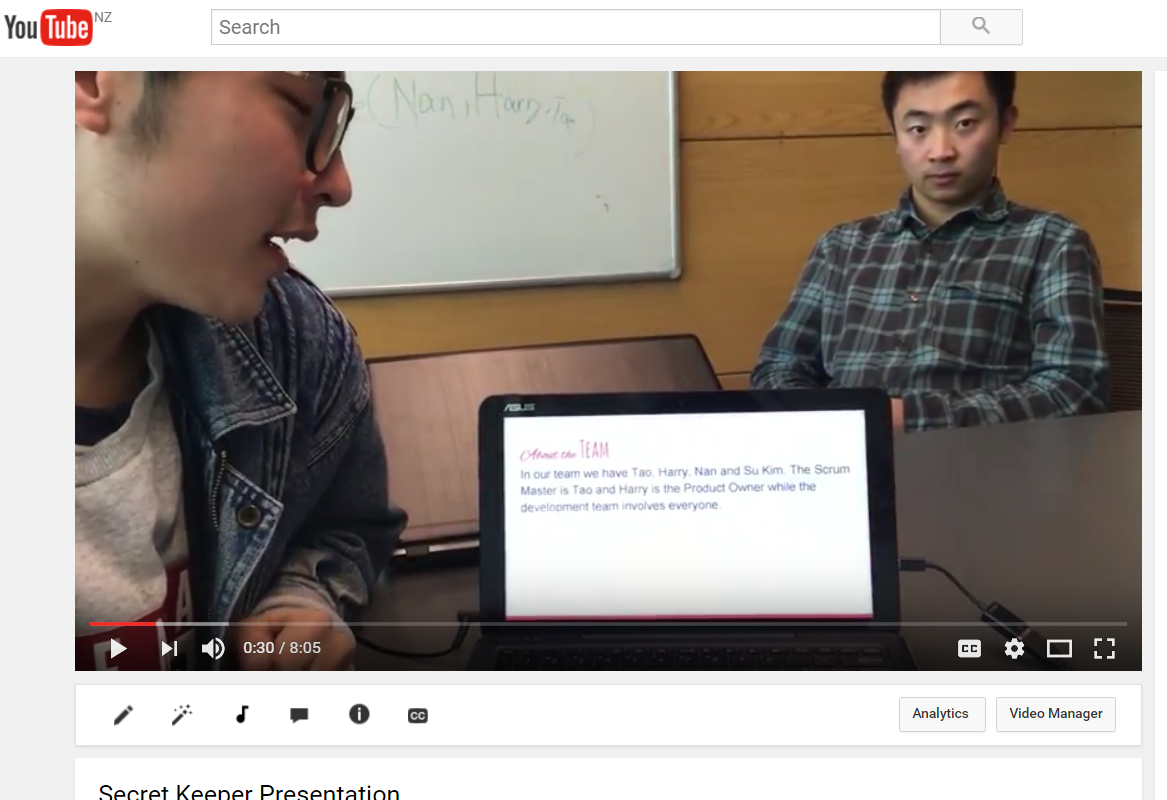 YouTube NZ
Search
(Nan, Harry, Tao)
ASUS
About the TEAM
In our team we have Tao, Harry, Nan and Su Kim. The Scrum
Master is Tao and Harry is the Product Owner while the
development team involves everyone.
0:30 / 8:05
CC
CC
Analytics
Video Manager
Secret Keeper Presentation